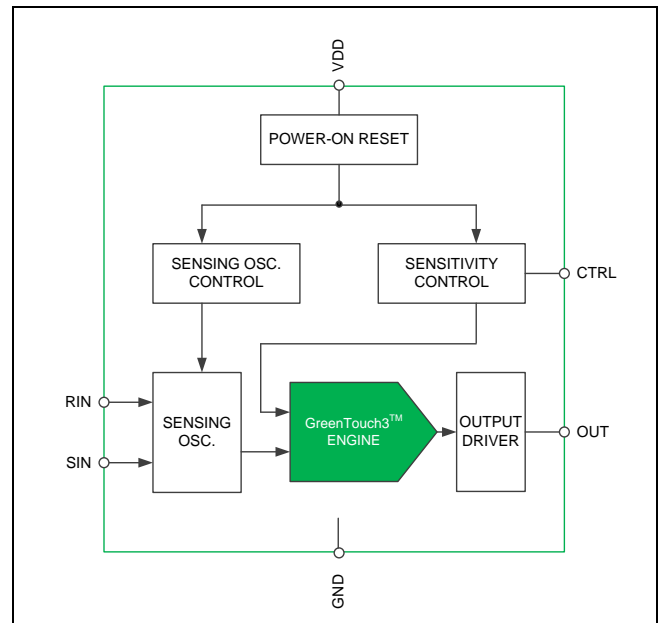 VDD
POWER-ON RESET
SENSING OSC.
CONTROL
SENSITIVITY
CONTROL
CTRL
RIN
SIN
SENSING
OSC.
GreenTouch3™
ENGINE
OUTPUT
DRIVER
OUT
GND